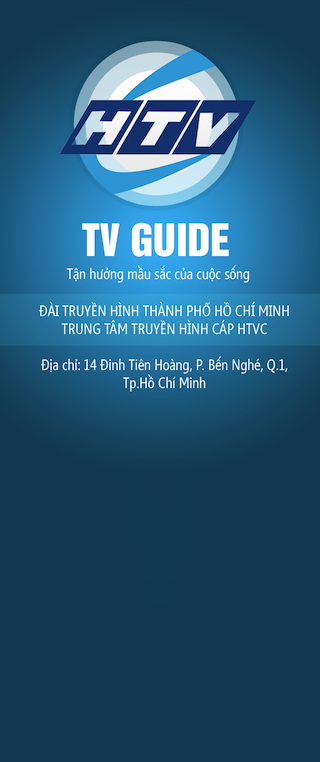 HTV
TV GUIDE
Tận hưởng mầu sắc của cuộc sống
ĐÀI TRUYỀN HÌNH THÀNH PHỐ HỒ CHÍ MINH
TRUNG TÂM TRUYỀN HÌNH CÁP HTVC
Địa chỉ: 14 Đinh Tiên Hoàng, P. Bến Nghé, Q.1,
Tp.Hồ Chí Minh